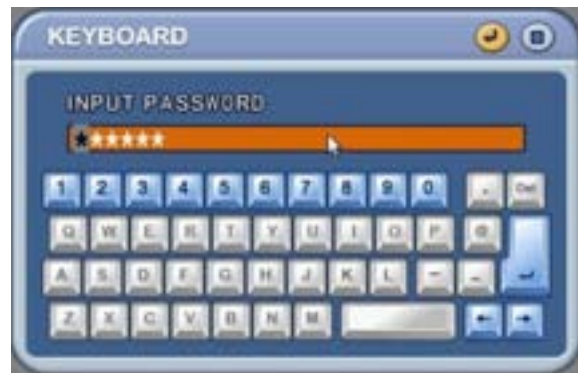 KEYBOARD
INPUT PASSWORD
******
1 2 3 4 5 6 7 8 9 0 . Del
Q W E R T Y U I O P @
A S D F G H J K L - _
Z X C V B N M ← →